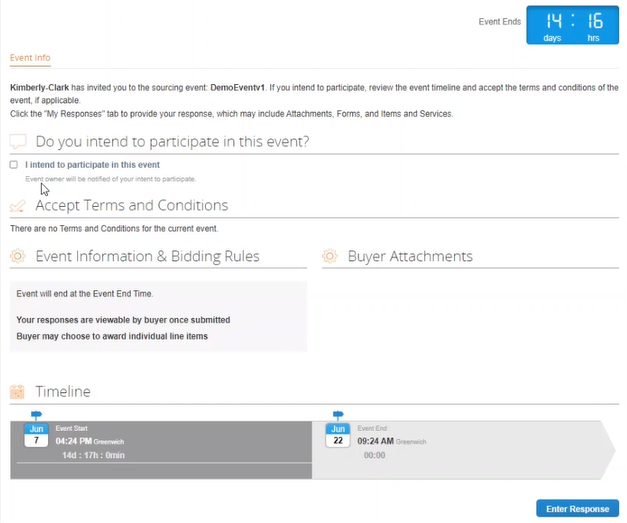 Event Ends
14 : 16
days hrs
Event Info
Kimberly-Clark has invited you to the sourcing event: DemoEventv1. If you intend to participate, review the event timeline and accept the terms and conditions of the
event, if applicable.
Click the "My Responses" tab to provide your response, which may include Attachments, Forms, and Items and Services.
Do you intend to participate in this event?
I intend to participate in this event
Event owner will be notified of your intent to participate.
Accept Terms and Conditions
There are no Terms and Conditions for the current event.
Event Information & Bidding Rules
Buyer Attachments
Event will end at the Event End Time.
Your responses are viewable by buyer once submitted
Buyer may choose to award individual line items
Timeline
Jun
7
Event Start
04:24 PM Greenwich
14d : 17h : 0min
Jun
22
Event End
09:24 AM Greenwich
00:00
Enter Response